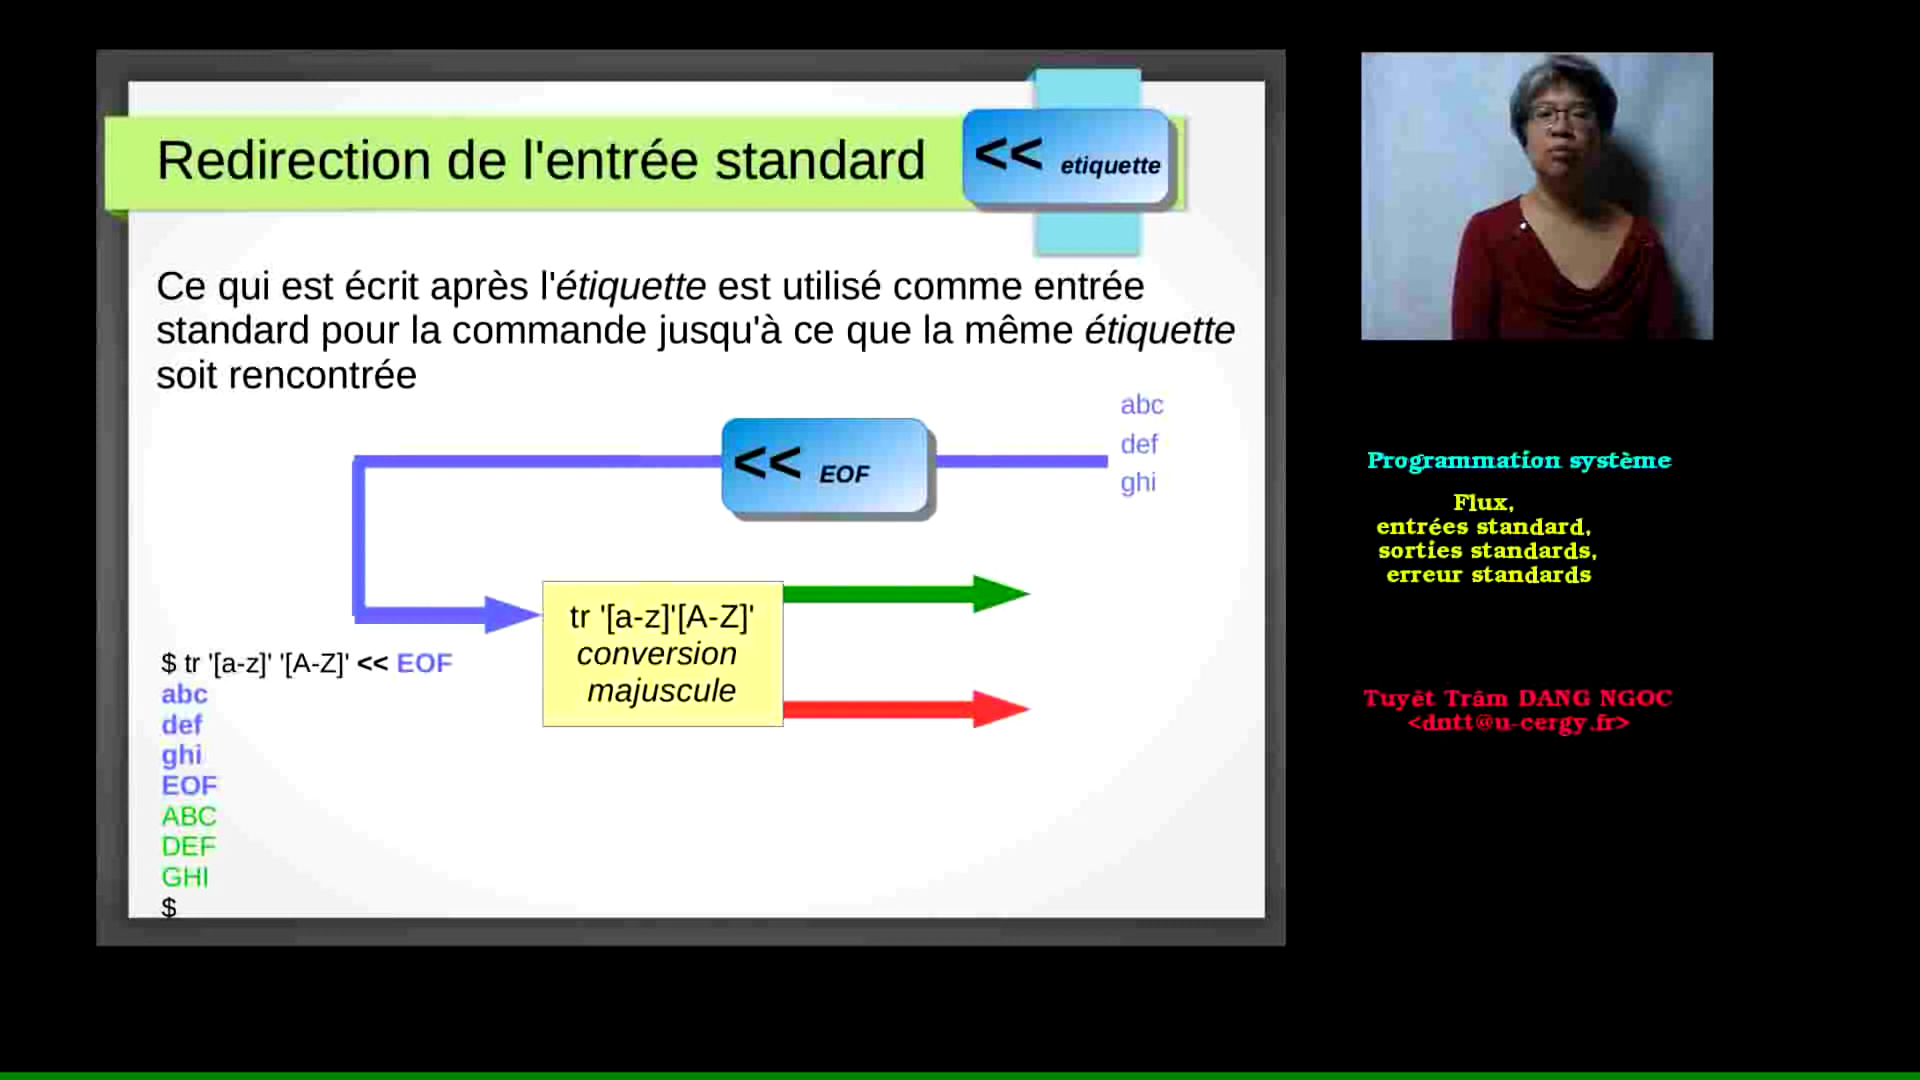 Redirection de l'entrée standard
<< etiquette
Ce qui est écrit après l'étiquette est utilisé comme entrée
standard pour la commande jusqu'à ce que la même étiquette
soit rencontrée
abc
def
ghi
<< EOF
tr '[a-z]'[A-Z]'
conversion
majuscule
$ tr '[a-z]' '[A-Z]' << EOF
abc
def
ghi
EOF
ABC
DEF
GHI
$
Programmation système
Flux,
entrées standard,
sorties standards,
erreur standards
Tuyêt Trâm DANG NGOC
<dntt@u-cergy.fr>